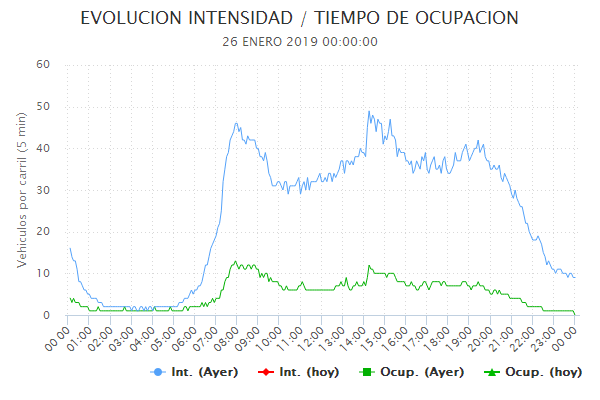 EVOLUCION INTENSIDAD / TIEMPO DE OCUPACION
26 ENERO 2019 00:00:00
Vehículos por carril (5 min)
60
50
40
30
20
10
0
00:00 01:00 02:00 03:00 04:00 05:00 06:00 07:00 08:00 09:00 10:00 11:00 12:00 13:00 14:00 15:00 16:00 17:00 18:00 19:00 20:00 21:00 22:00 23:00 00:00
Int. (Ayer) Int. (hoy) Ocup. (Ayer) Ocup. (hoy)